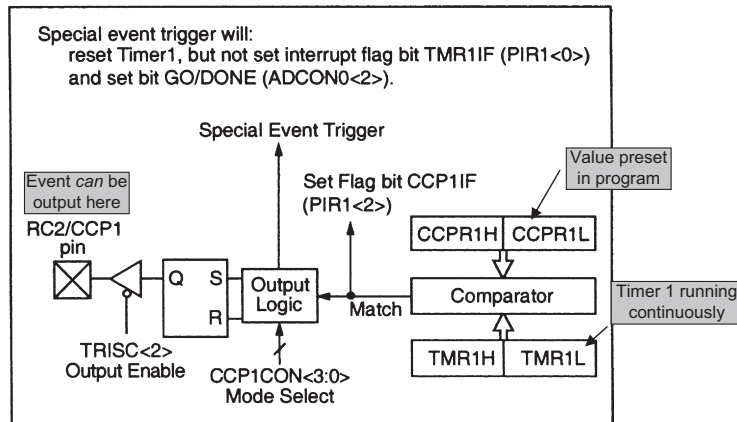 Special event trigger will:
reset Timer1, but not set interrupt flag bit TMR1IF (PIR1<0>)
and set bit GO/DONE (ADCON0<2>).
Special Event Trigger
Set Flag bit CCP1IF
(PIR1<2>)
Value preset
in program
Event can be
output here
RC2/CCP1
pin
CCPR1H CCPR1L
Q S
R
Output
Logic
Match
Comparator
Timer 1 running
continuously
TRISC<2>
Output Enable
CCP1CON<3:0>
Mode Select
TMR1H TMR1L